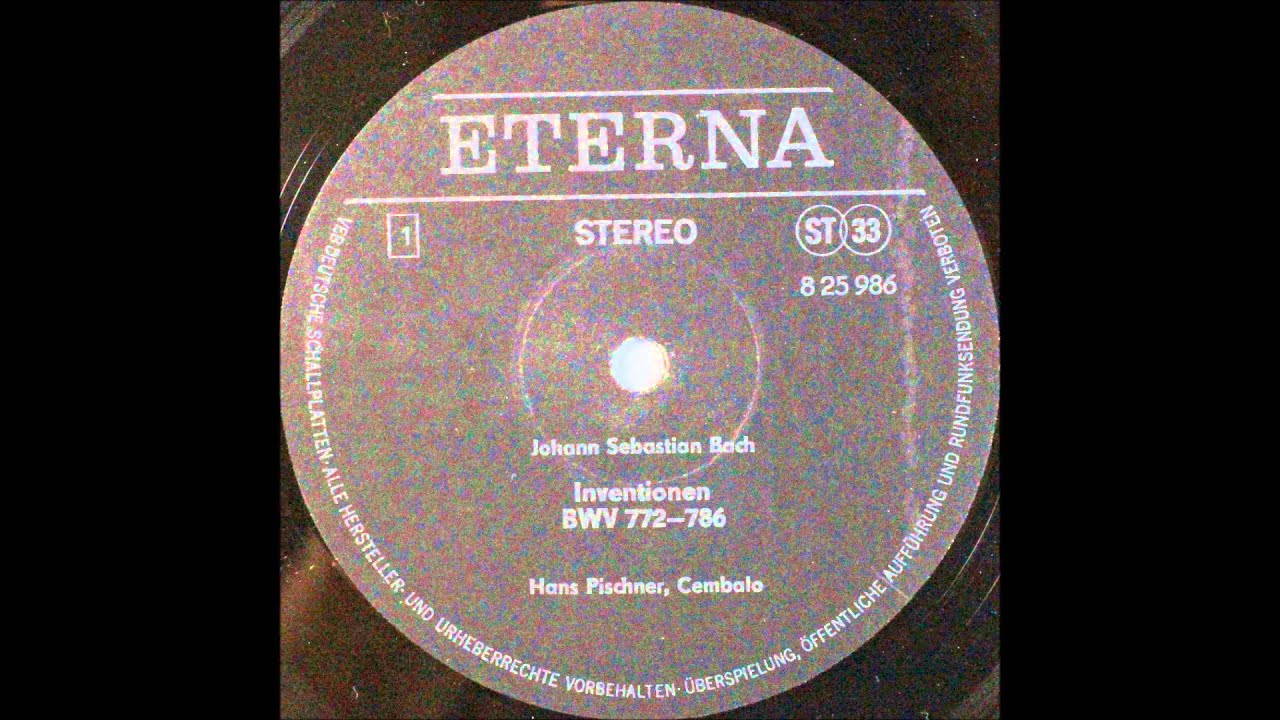 ETERNA
1
STEREO
ST 33
8 25 986
Johann Sebastian Bach
Inventionen
BWV 772–786
Hans Pischner, Cembalo
VEB DEUTSCHE SCHALLPLATTEN · ALLE HERSTELLER- UND URHEBERRECHTE VORBEHALTEN · ÜBERSPIELUNG, ÖFFENTLICHE AUFFÜHRUNG UND RUNDFUNKSENDUNG VERBOTEN